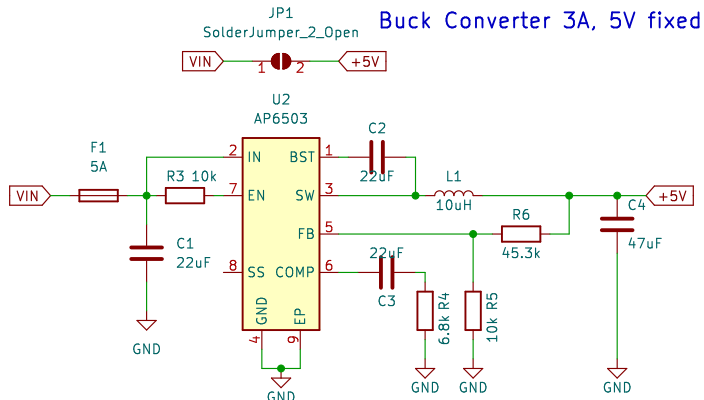 Buck Converter 3A, 5V fixed
JP1
SolderJumper_2_Open
VIN
1
2
+5V
U2
AP6503
F1
5A
VIN
R3 10k
C1
22uF
GND
2
IN
7
EN
8
SS
BST
1
SW
3
FB
5
COMP
6
GND
EP
4
9
GND
C2
22uF
L1
10uH
R6
45.3k
22uF
C3
6.8k R4
10k R5
GND
GND
+5V
C4
47uF
GND